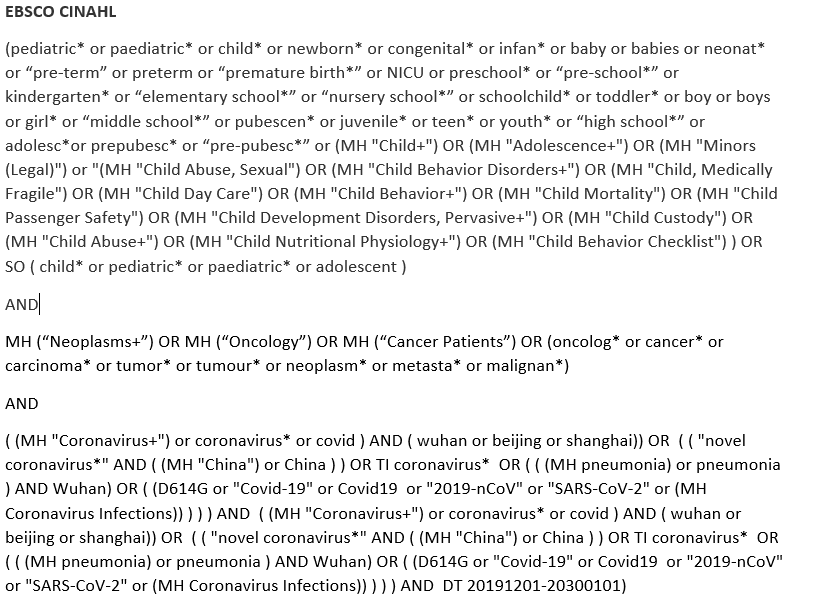 EBSCO CINAHL
(pediatric* or paediatric* or child* or newborn* or congenital* or infan* or baby or babies or neonat*
or “pre-term” or preterm or “premature birth*” or NICU or preschool* or “pre-school*” or
kindergarten* or “elementary school*” or “nursery school*” or schoolchild* or toddler* or boy or boys
or girl* or “middle school*” or pubescen* or juvenile* or teen* or youth* or “high school*” or
adolesc*or prepubesc* or “pre-pubesc*” or (MH "Child+") OR (MH "Adolescence+") OR (MH "Minors
(Legal)") or "(MH "Child Abuse, Sexual") OR (MH "Child Behavior Disorders+") OR (MH "Child, Medically
Fragile") OR (MH "Child Day Care") OR (MH "Child Behavior+") OR (MH "Child Mortality") OR (MH "Child
Passenger Safety") OR (MH "Child Development Disorders, Pervasive+") OR (MH "Child Custody") OR
(MH "Child Abuse+") OR (MH "Child Nutritional Physiology+") OR (MH "Child Behavior Checklist") ) OR
SO ( child* or pediatric* or paediatric* or adolescent )
AND
MH (“Neoplasms+”) OR MH (“Oncology”) OR MH (“Cancer Patients”) OR (oncolog* or cancer* or
carcinoma* or tumor* or tumour* or neoplasm* or metasta* or malignan*)
AND
( (MH "Coronavirus+") or coronavirus* or covid ) AND ( wuhan or beijing or shanghai)) OR ( ( "novel
coronavirus*" AND ( (MH "China") or China ) ) OR TI coronavirus* OR ( ( ( (MH pneumonia) or pneumonia
) AND Wuhan) OR ( (D614G or "Covid-19" or Covid19 or "2019-nCoV" or "SARS-CoV-2" or (MH
Coronavirus Infections)) ) ) ) AND ( (MH "Coronavirus+") or coronavirus* or covid ) AND ( wuhan or
beijing or shanghai)) OR ( ( "novel coronavirus*" AND ( (MH "China") or China ) ) OR TI coronavirus* OR
( ( ( (MH pneumonia) or pneumonia ) AND Wuhan) OR ( (D614G or "Covid-19" or Covid19 or "2019-nCoV"
or "SARS-CoV-2" or (MH Coronavirus Infections)) ) ) ) AND DT 20191201-20300101)